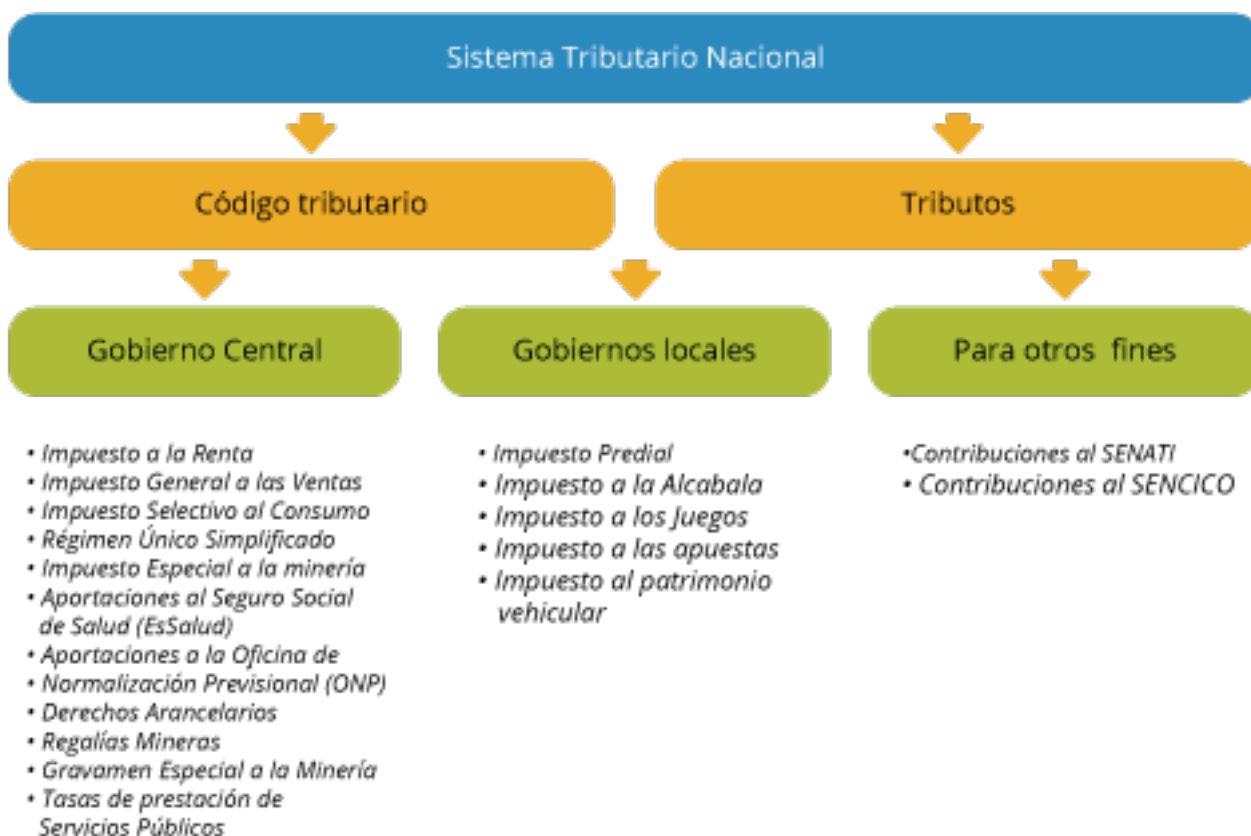 Sistema Tributario Nacional
Código tributario
Tributos
Gobierno Central
Gobiernos locales
Para otros fines
• Impuesto a la Renta
• Impuesto General a las Ventas
• Impuesto Selectivo al Consumo
• Régimen Único Simplificado
• Impuesto Especial a la minería
• Aportaciones al Seguro Social
de Salud (EsSalud)
• Aportaciones a la Oficina de
• Normalización Previsional (ONP)
• Derechos Arancelarios
• Regalías Mineras
• Gravamen Especial a la Minería
• Tasas de prestación de
Servicios Públicos
• Impuesto Predial
• Impuesto a la Alcabala
• Impuesto a los Juegos
• Impuesto a las apuestas
• Impuesto al patrimonio
vehicular
•Contribuciones al SENATI
• Contribuciones al SENCICO